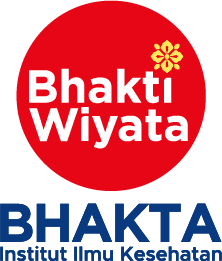 Bhakti
Wiyata
BHAKTA
Institut Ilmu Kesehatan